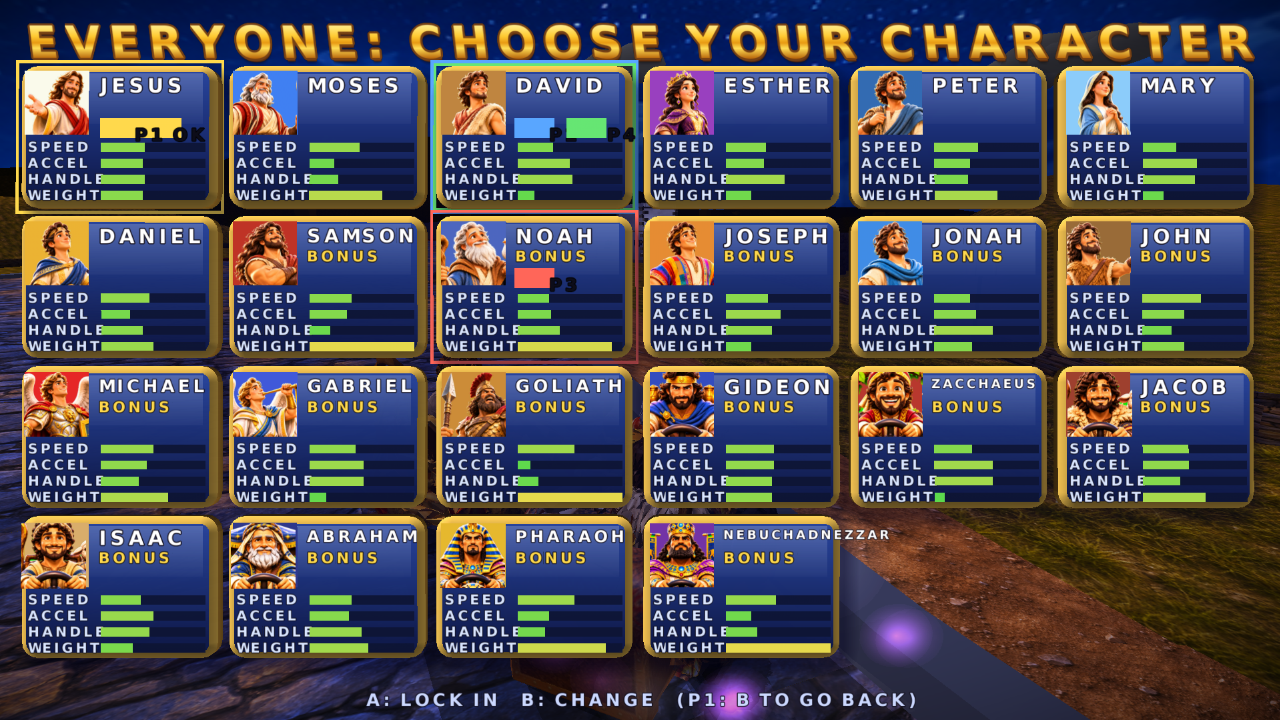 EVERYONE: CHOOSE YOUR CHARACTER
JESUS
P1 OK
SPEED
ACCEL
HANDLE
WEIGHT
MOSES
SPEED
ACCEL
HANDLE
WEIGHT
DAVID
P4
SPEED
ACCEL
HANDLE
WEIGHT
ESTHER
SPEED
ACCEL
HANDLE
WEIGHT
PETER
SPEED
ACCEL
HANDLE
WEIGHT
MARY
SPEED
ACCEL
HANDLE
WEIGHT
DANIEL
SPEED
ACCEL
HANDLE
WEIGHT
SAMSON
BONUS
SPEED
ACCEL
HANDLE
WEIGHT
NOAH
BONUS
P3
SPEED
ACCEL
HANDLE
WEIGHT
JOSEPH
BONUS
SPEED
ACCEL
HANDLE
WEIGHT
JONAH
BONUS
SPEED
ACCEL
HANDLE
WEIGHT
JOHN
BONUS
SPEED
ACCEL
HANDLE
WEIGHT
MICHAEL
BONUS
SPEED
ACCEL
HANDLE
WEIGHT
GABRIEL
BONUS
SPEED
ACCEL
HANDLE
WEIGHT
GOLIATH
BONUS
SPEED
ACCEL
HANDLE
WEIGHT
GIDEON
BONUS
SPEED
ACCEL
HANDLE
WEIGHT
ZACCHAEUS
BONUS
SPEED
ACCEL
HANDLE
WEIGHT
JACOB
BONUS
SPEED
ACCEL
HANDLE
WEIGHT
ISAAC
BONUS
SPEED
ACCEL
HANDLE
WEIGHT
ABRAHAM
BONUS
SPEED
ACCEL
HANDLE
WEIGHT
PHARAOH
BONUS
SPEED
ACCEL
HANDLE
WEIGHT
NEBUCHADNEZZAR
BONUS
SPEED
ACCEL
HANDLE
WEIGHT
A: LOCK IN B: CHANGE (P1: B TO GO BACK)